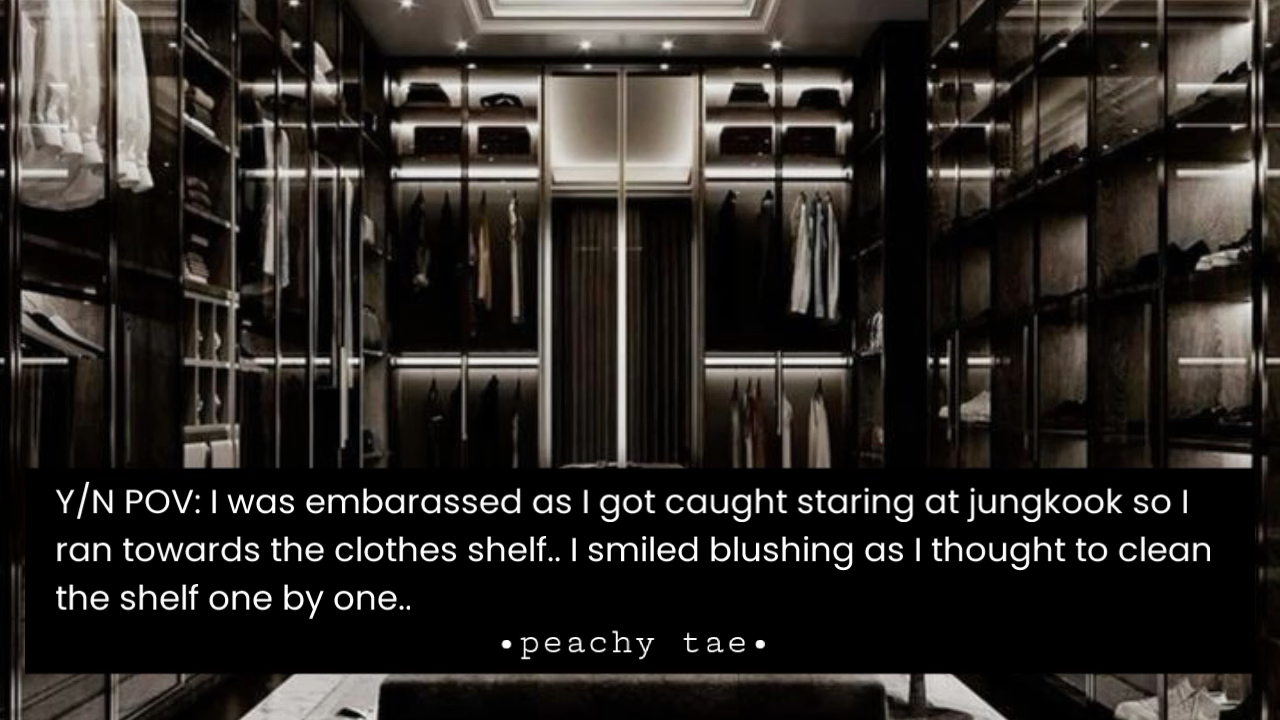 Y/N POV: I was embarassed as I got caught staring at jungkook so I
ran towards the clothes shelf.. I smiled blushing as I thought to clean
the shelf one by one..
•peachy tae•